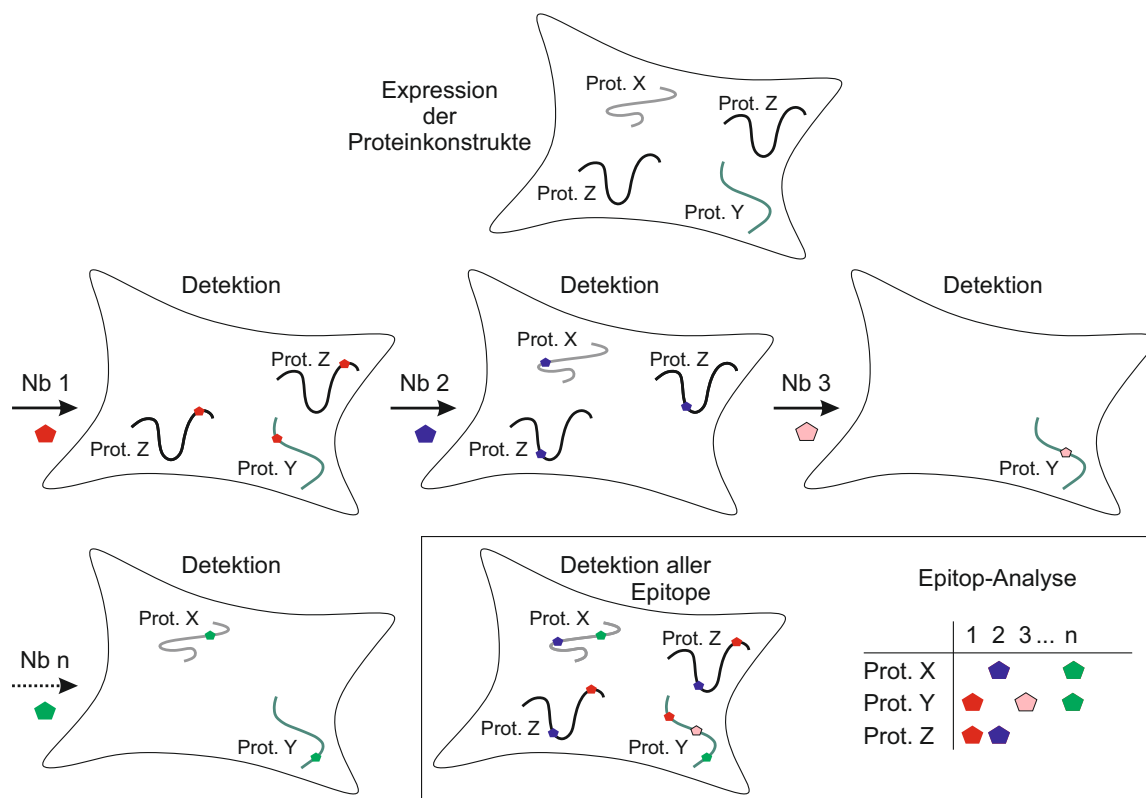 Expression
der
Proteinkonstrukte
Prot. X
Prot. Z
Prot. Z
Prot. Y
Detektion
Nb 1
Prot. Z
Prot. Z
Prot. Y
Detektion
Nb 2
Prot. X
Prot. Z
Prot. Z
Detektion
Nb 3
Prot. Y
Detektion
Nb n
Prot. X
Prot. Y
Detektion aller
Epitope
Prot. X
Prot. Z
Prot. Z
Prot. Y
Epitop-Analyse
1 2 3 ... n
Prot. X
Prot. Y
Prot. Z